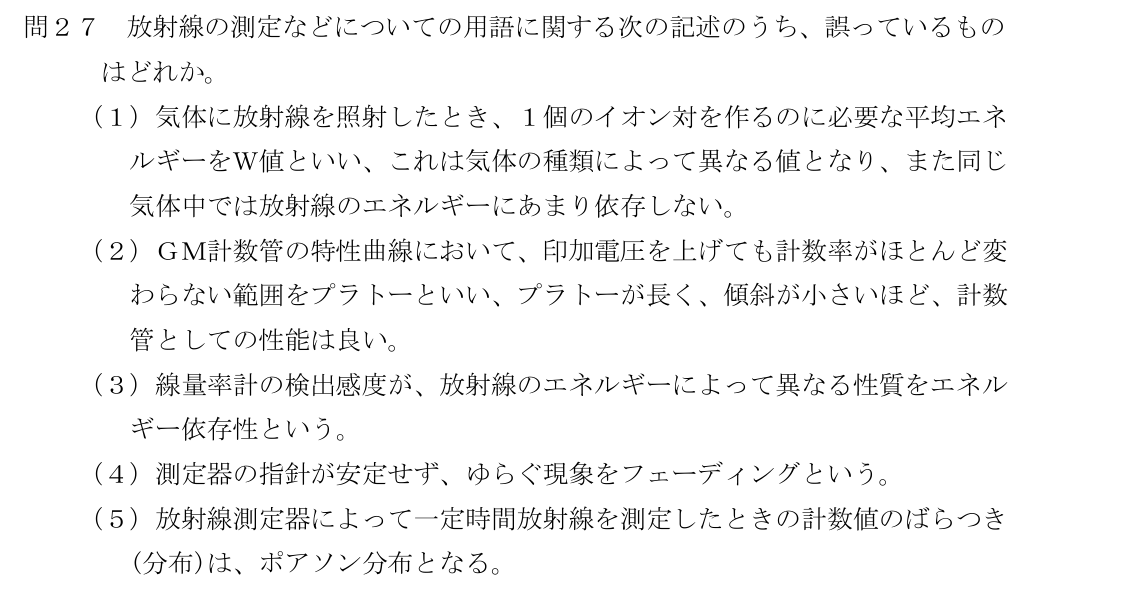 問２７　放射線の測定などについての用語に関する次の記述のうち、誤っているもの
はどれか。
（１）気体に放射線を照射したとき、１個のイオン対を作るのに必要な平均エネ
ルギーをW値といい、これは気体の種類によって異なる値となり、また同じ
気体中では放射線のエネルギーにあまり依存しない。
（２）ＧＭ計数管の特性曲線において、印加電圧を上げても計数率がほとんど変
わらない範囲をプラトーといい、プラトーが長く、傾斜が小さいほど、計数
管としての性能は良い。
（３）線量率計の検出感度が、放射線のエネルギーによって異なる性質をエネル
ギー依存性という。
（４）測定器の指針が安定せず、ゆらぐ現象をフェーディングという。
（５）放射線測定器によって一定時間放射線を測定したときの計数値のばらつき
(分布)は、ポアソン分布となる。